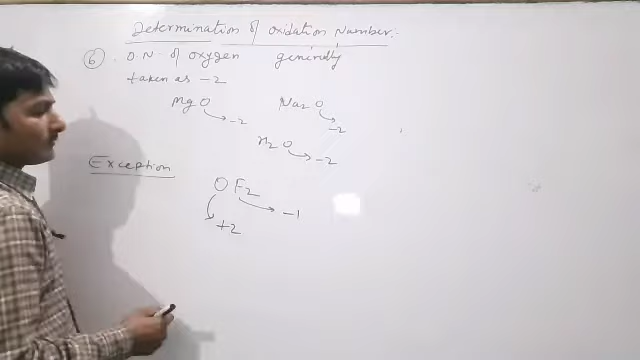 Determination of Oxidation Number:-
6. O.N. of oxygen generally
taken as -2
MgO Na2O
-2 -2
H2O
-2
Exception
OF2
-1
+2